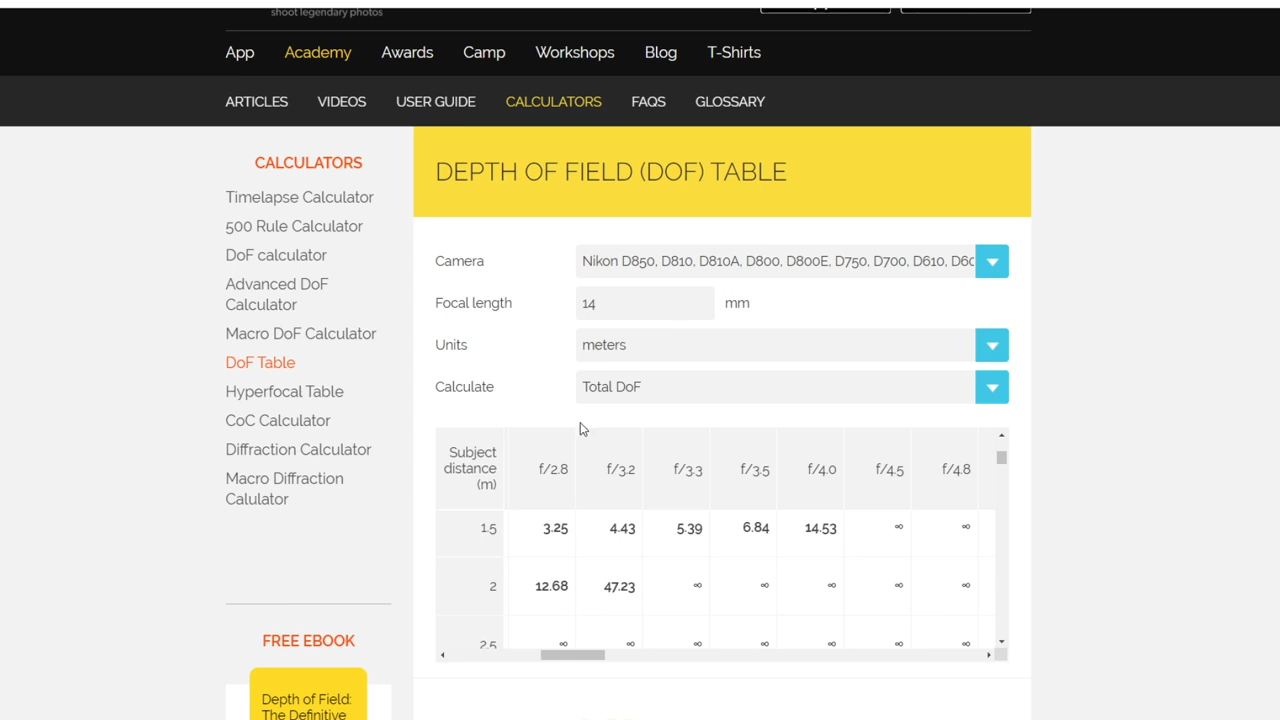 shoot legendary photos
App Academy Awards Camp Workshops Blog T-Shirts
ARTICLES VIDEOS USER GUIDE CALCULATORS FAQS GLOSSARY
CALCULATORS
Timelapse Calculator
500 Rule Calculator
DoF calculator
Advanced DoF
Calculator
Macro DoF Calculator
DoF Table
Hyperfocal Table
CoC Calculator
Diffraction Calculator
Macro Diffraction
Calulator
FREE EBOOK
Depth of Field:
The Definitive
DEPTH OF FIELD (DOF) TABLE
Camera Nikon D850, D810, D810A, D800, D800E, D750, D700, D610, D60
Focal length 14 mm
Units meters
Calculate Total DoF
Subject
distance
(m)
f/2.8 f/3.2 f/3.3 f/3.5 f/4.0 f/4.5 f/4.8
1.5 3.25 4.43 5.39 6.84 14.53 ∞ ∞
2 12.68 47.23 ∞ ∞ ∞ ∞ ∞
2.5 ∞ ∞ ∞ ∞ ∞ ∞ ∞